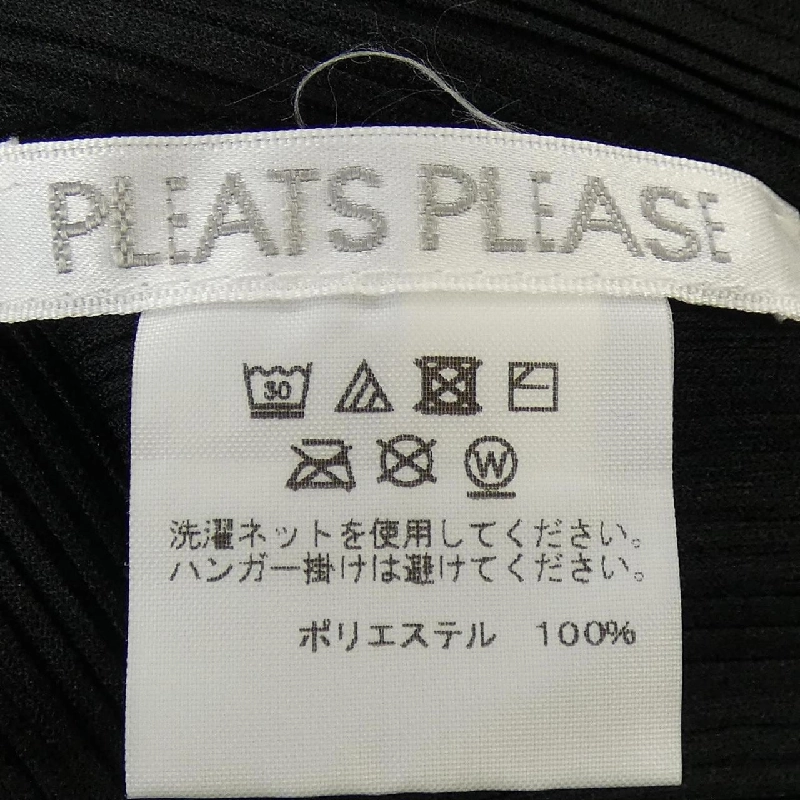 PLEATS PLEASE
30
W
洗濯ネットを使用してください。
ハンガー掛けは避けてください。
ポリエステル 100%